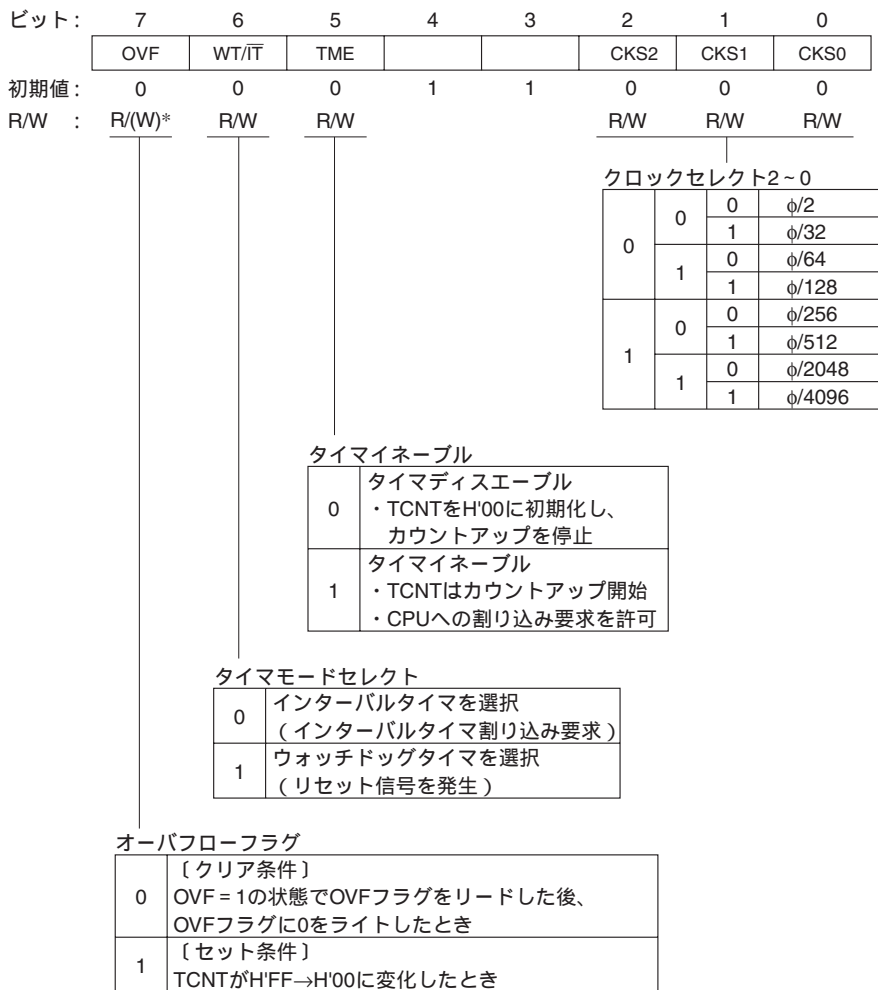 ビット： 7 6 5 4 3 2 1 0
OVF WT/I̅T̅ TME CKS2 CKS1 CKS0
初期値： 0 0 0 1 1 0 0 0
R/W ： R/(W)* R/W R/W R/W R/W R/W
クロックセレクト2～0
0 0 0 φ/2
1 φ/32
1 0 φ/64
1 φ/128
1 0 0 φ/256
1 φ/512
1 0 φ/2048
1 φ/4096
タイマイネーブル
0 タイマディスエーブル
・TCNTをH'00に初期化し、
カウントアップを停止
1 タイマイネーブル
・TCNTはカウントアップ開始
・CPUへの割り込み要求を許可
タイマモードセレクト
0 インターバルタイマを選択
（インターバルタイマ割り込み要求）
1 ウォッチドッグタイマを選択
（リセット信号を発生）
オーバフローフラグ
0 〔クリア条件〕
OVF = 1の状態でOVFフラグをリードした後、
OVFフラグに0をライトしたとき
1 〔セット条件〕
TCNTがH'FF→H'00に変化したとき